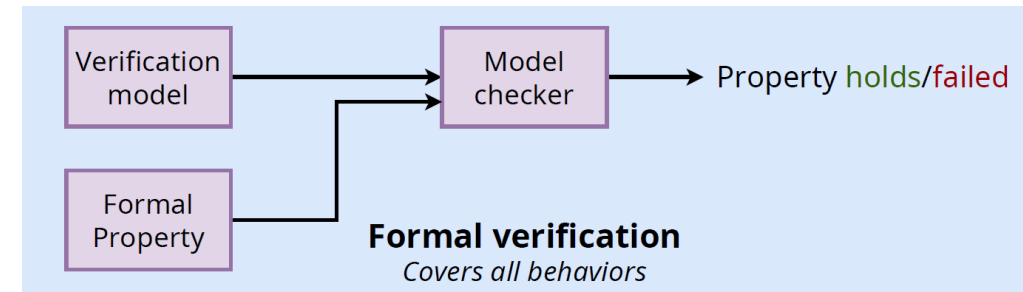 Verification
model
Model
checker
Property holds/failed
Formal
Property
Formal verification
Covers all behaviors